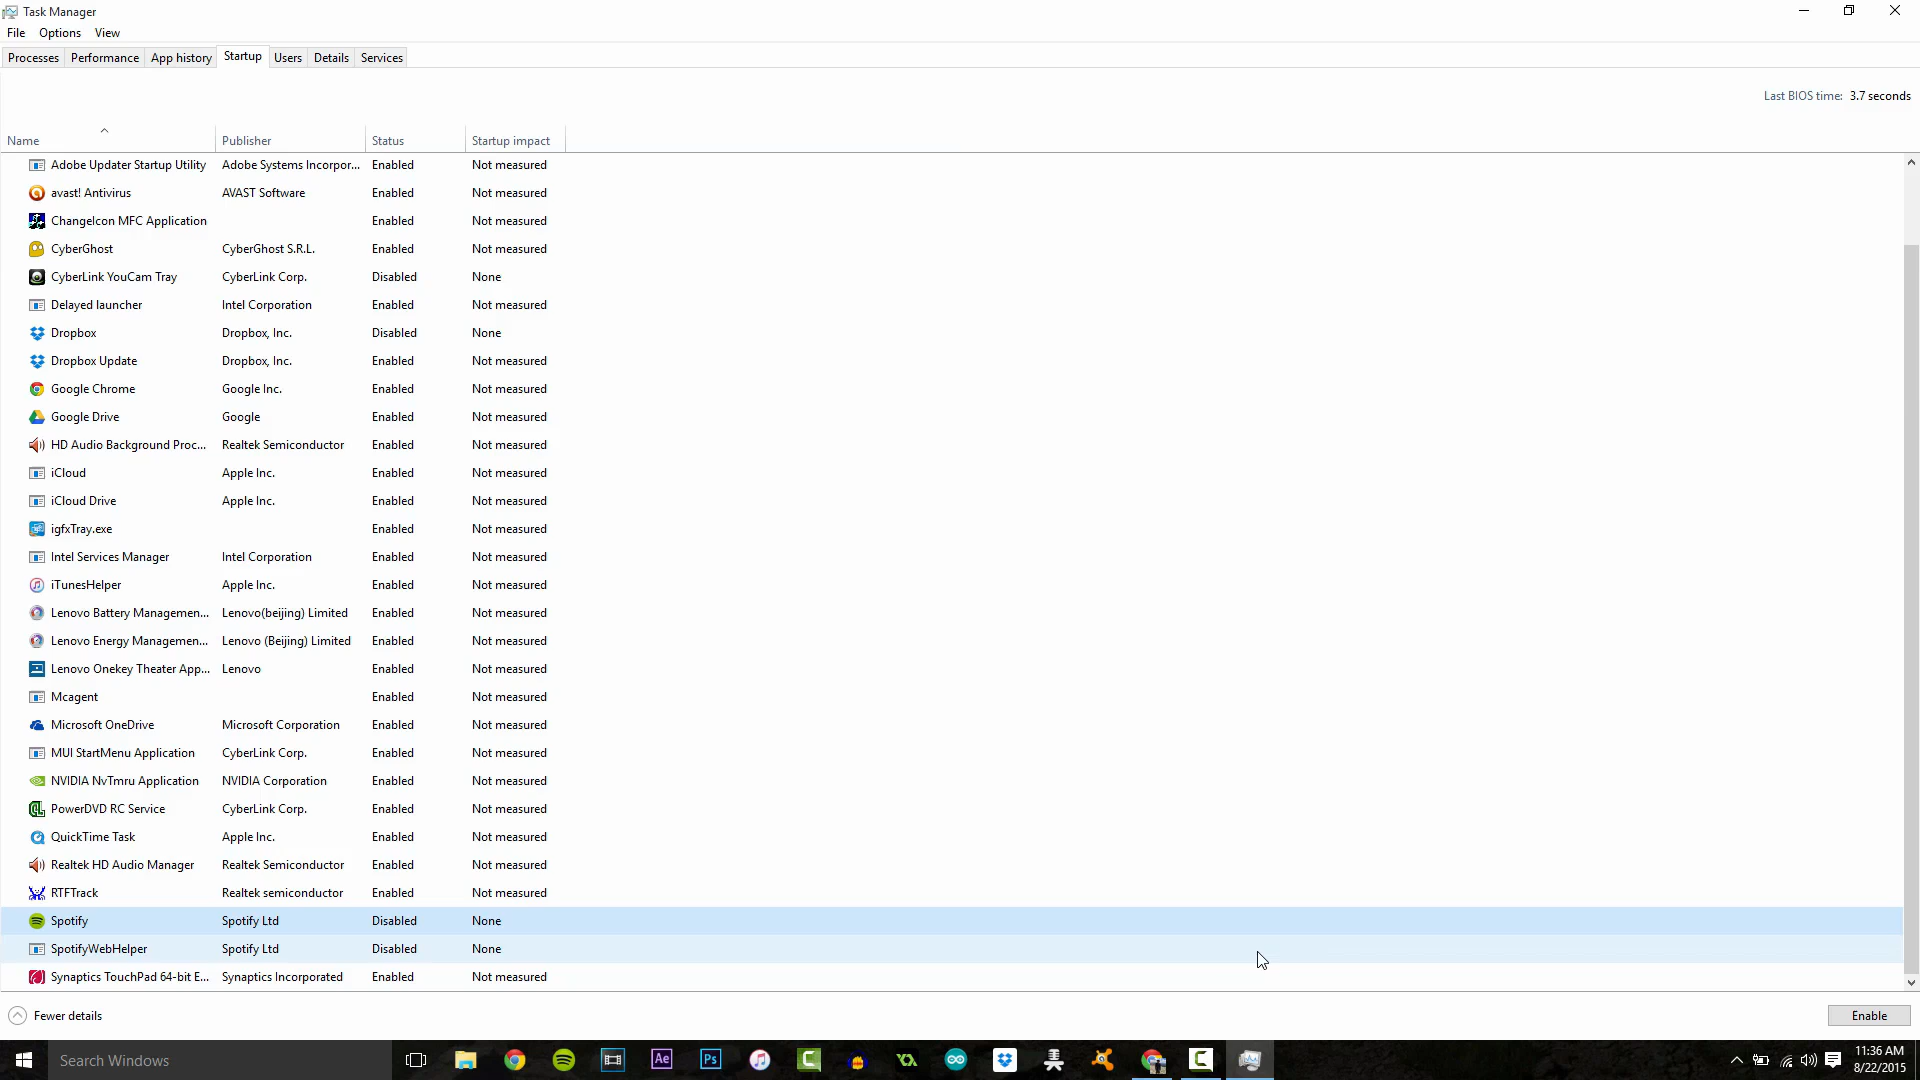 Task Manager
File Options View
Processes Performance App history Startup Users Details Services
Last BIOS time: 3.7 seconds
Name Publisher Status Startup impact
Adobe Updater Startup Utility Adobe Systems Incorpor... Enabled Not measured
avast! Antivirus AVAST Software Enabled Not measured
ChangeIcon MFC Application Enabled Not measured
CyberGhost CyberGhost S.R.L. Enabled Not measured
CyberLink YouCam Tray CyberLink Corp. Disabled None
Delayed launcher Intel Corporation Enabled Not measured
Dropbox Dropbox, Inc. Disabled None
Dropbox Update Dropbox, Inc. Enabled Not measured
Google Chrome Google Inc. Enabled Not measured
Google Drive Google Enabled Not measured
HD Audio Background Proc... Realtek Semiconductor Enabled Not measured
iCloud Apple Inc. Enabled Not measured
iCloud Drive Apple Inc. Enabled Not measured
igfxTray.exe Enabled Not measured
Intel Services Manager Intel Corporation Enabled Not measured
iTunesHelper Apple Inc. Enabled Not measured
Lenovo Battery Managemen... Lenovo(beijing) Limited Enabled Not measured
Lenovo Energy Managemen... Lenovo (Beijing) Limited Enabled Not measured
Lenovo Onekey Theater App... Lenovo Enabled Not measured
Mcagent Enabled Not measured
Microsoft OneDrive Microsoft Corporation Enabled Not measured
MUI StartMenu Application CyberLink Corp. Enabled Not measured
NVIDIA NvTmru Application NVIDIA Corporation Enabled Not measured
PowerDVD RC Service CyberLink Corp. Enabled Not measured
QuickTime Task Apple Inc. Enabled Not measured
Realtek HD Audio Manager Realtek Semiconductor Enabled Not measured
RTFTrack Realtek semiconductor Enabled Not measured
Spotify Spotify Ltd Disabled None
SpotifyWebHelper Spotify Ltd Disabled None
Synaptics TouchPad 64-bit E... Synaptics Incorporated Enabled Not measured
Fewer details Enable
Search Windows Ae Ps 11:36 AM
8/22/2015